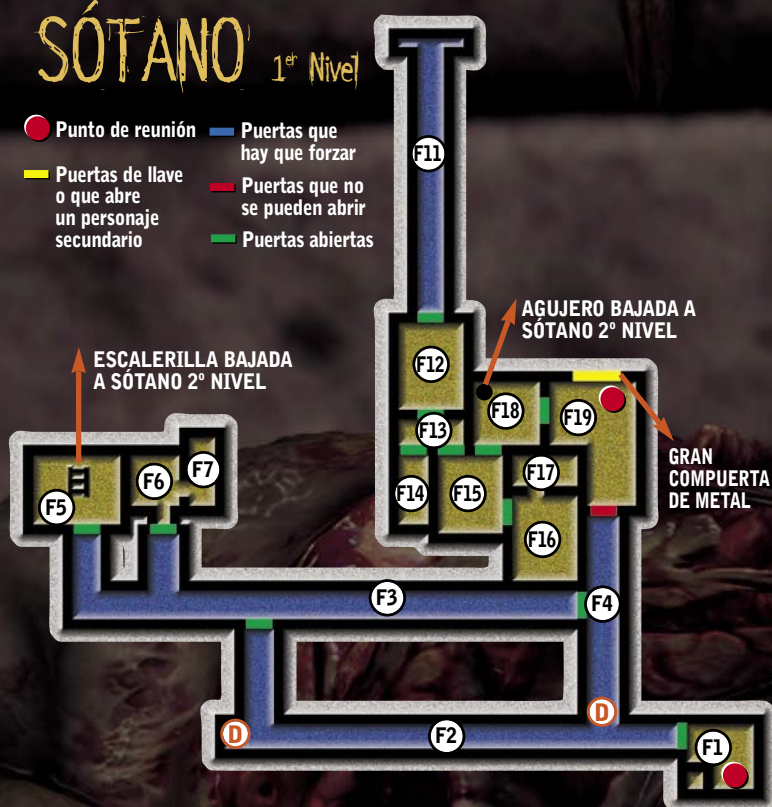 SÓTANO 1er Nivel
Punto de reunión
Puertas de llave
o que abre
un personaje
secundario
Puertas que
hay que forzar
Puertas que no
se pueden abrir
Puertas abiertas
F11
AGUJERO BAJADA A
SÓTANO 2º NIVEL
ESCALERILLA BAJADA
A SÓTANO 2º NIVEL
F12
F18
F19
F13
GRAN
COMPUERTA
DE METAL
F7
F6
F5
F17
F14
F15
F16
F3
F4
D
D
F2
F1